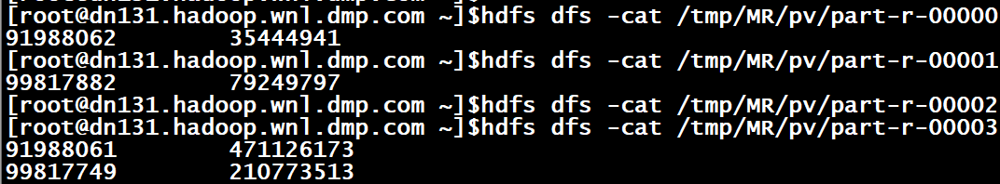 [root@dn131.hadoop.wnl.dmp.com ~]$hdfs dfs -cat /tmp/MR/pv/part-r-00000
91988062        35444941
[root@dn131.hadoop.wnl.dmp.com ~]$hdfs dfs -cat /tmp/MR/pv/part-r-00001
99817882        79249797
[root@dn131.hadoop.wnl.dmp.com ~]$hdfs dfs -cat /tmp/MR/pv/part-r-00002
[root@dn131.hadoop.wnl.dmp.com ~]$hdfs dfs -cat /tmp/MR/pv/part-r-00003
91988061        471126173
99817749        210773513